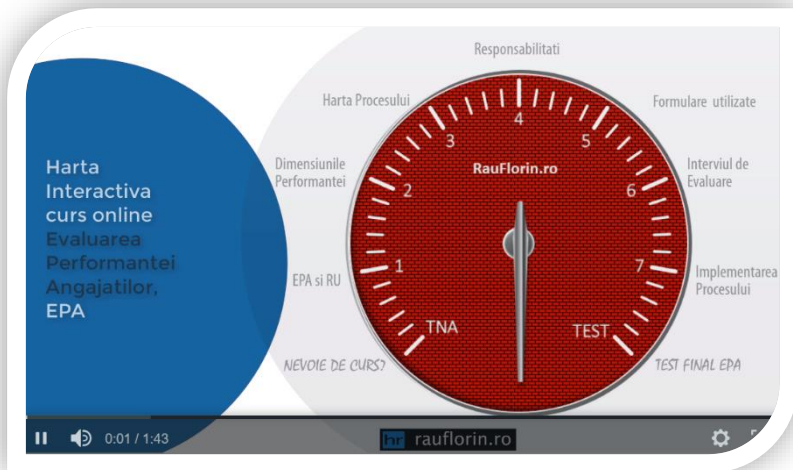 Responsabilitati
Harta Procesului
Formulare utilizate
4
3
5
Harta
Interactiva
curs online
Evaluarea
Performantei
Angajatilor,
EPA
Dimensiunile
Performantei
RauFlorin.ro
Interviul de
Evaluare
2
6
EPA si RU
1
7
Implementarea
Procesului
TNA
TEST
NEVOIE DE CURS?
TEST FINAL EPA
0:01 / 1:43
hr rauflorin.ro